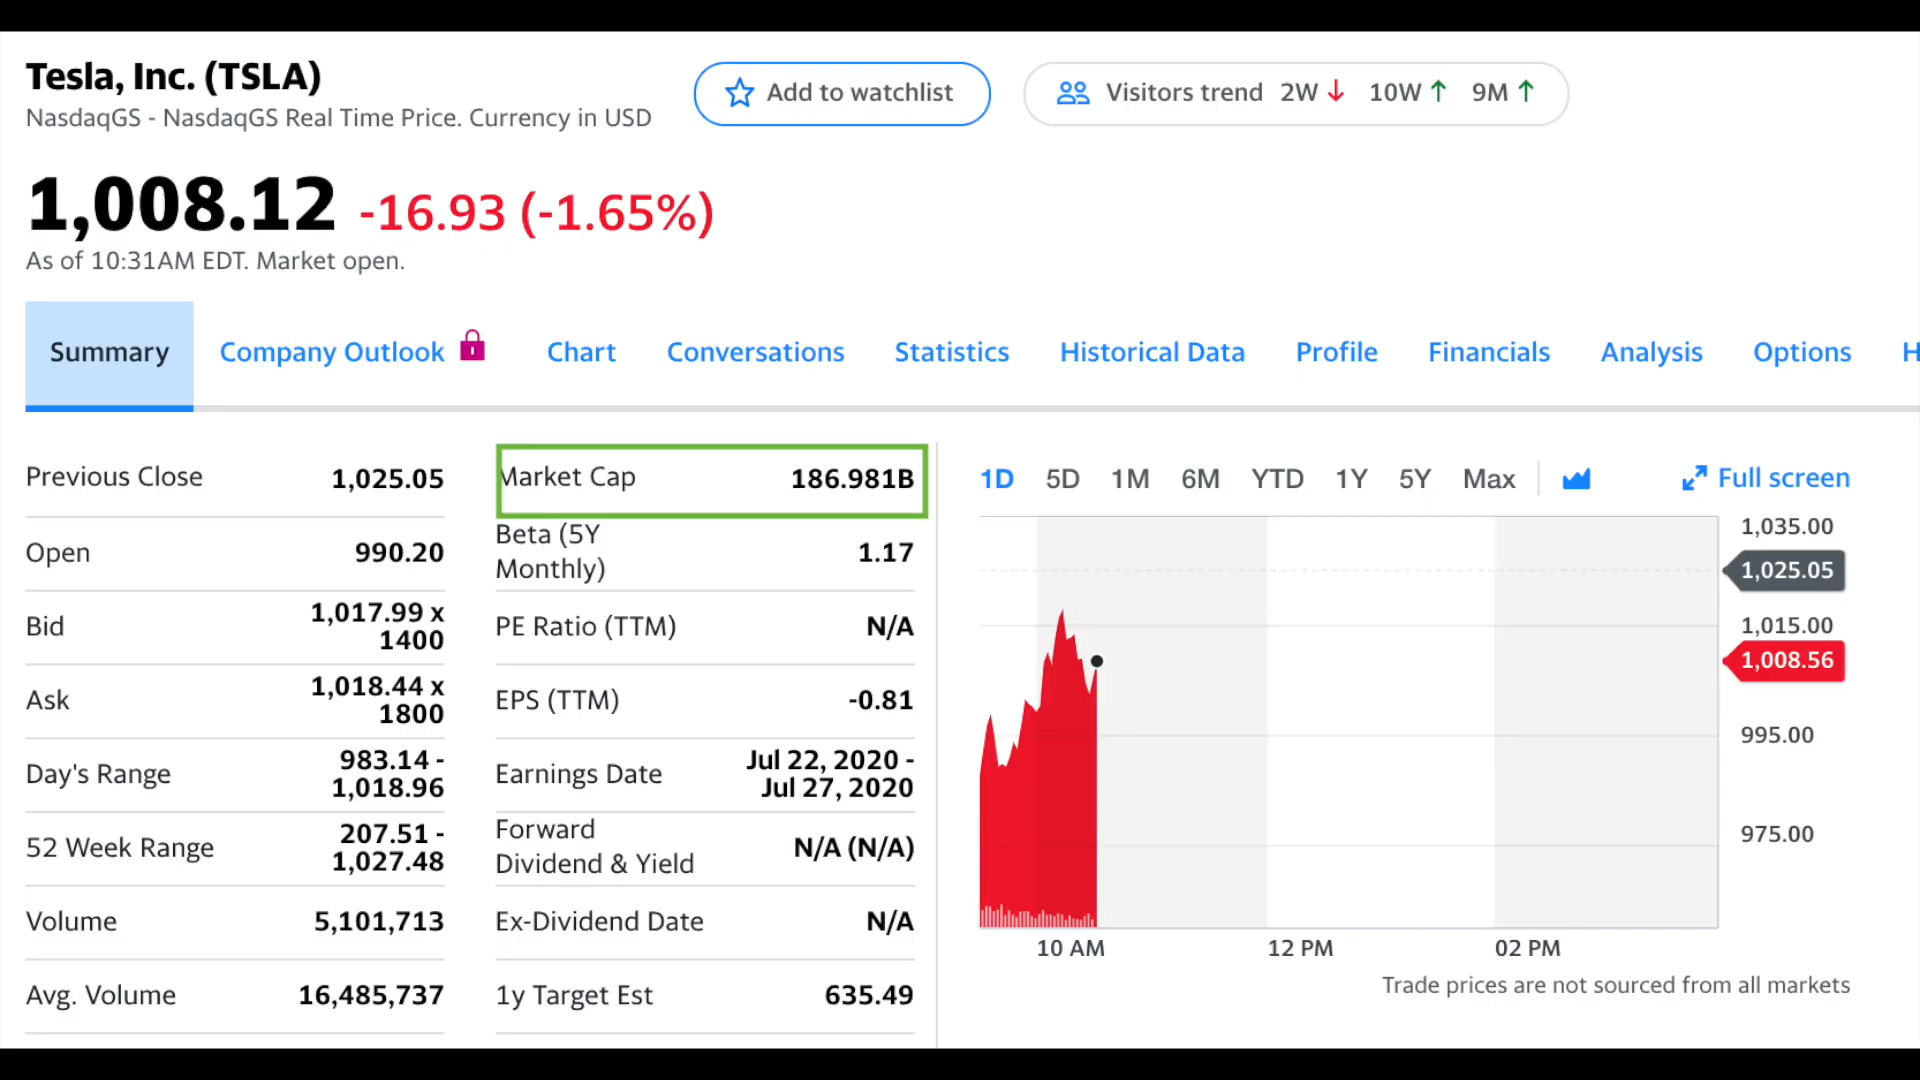 Tesla, Inc. (TSLA)
NasdaqGS - NasdaqGS Real Time Price. Currency in USD
Add to watchlist
Visitors trend 2W 10W 9M
1,008.12 -16.93 (-1.65%)
As of 10:31AM EDT. Market open.
Summary Company Outlook Chart Conversations Statistics Historical Data Profile Financials Analysis Options H
Previous Close 1,025.05
Open 990.20
Bid 1,017.99 x
1400
Ask 1,018.44 x
1800
Day's Range 983.14 -
1,018.96
52 Week Range 207.51 -
1,027.48
Volume 5,101,713
Avg. Volume 16,485,737
Market Cap 186.981B
Beta (5Y
Monthly) 1.17
PE Ratio (TTM) N/A
EPS (TTM) -0.81
Earnings Date Jul 22, 2020 -
Jul 27, 2020
Forward
Dividend & Yield N/A (N/A)
Ex-Dividend Date N/A
1y Target Est 635.49
1D 5D 1M 6M YTD 1Y 5Y Max Full screen
1,035.00
1,025.05
1,015.00
1,008.56
995.00
975.00
10 AM 12 PM 02 PM
Trade prices are not sourced from all markets